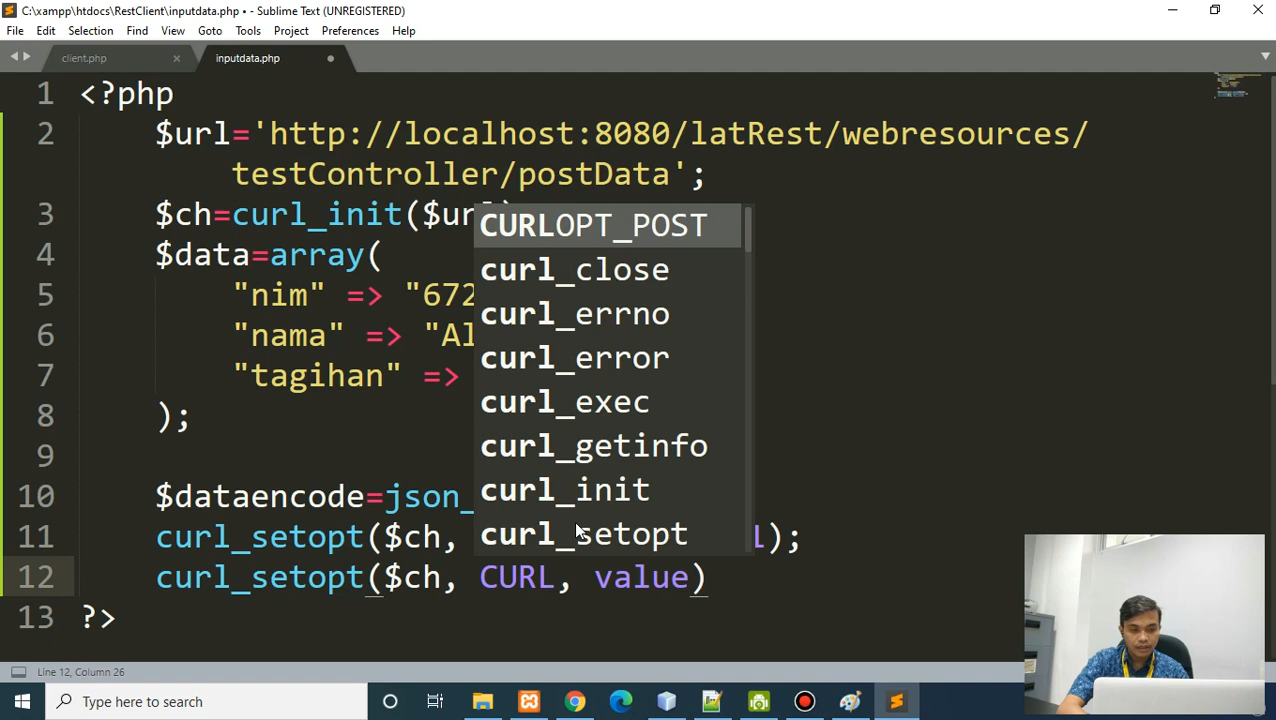 C:\xampp\htdocs\RestClient\inputdata.php • - Sublime Text (UNREGISTERED)
File Edit Selection Find View Goto Tools Project Preferences Help
client.php inputdata.php
1 <?php
2 $url='http://localhost:8080/latRest/webresources/
testController/postData';
3 $ch=curl_init($url)
4 $data=array(
5 "nim" => "672
6 "nama" => "Al
7 "tagihan" =>
8 );
9
10 $dataencode=json_
11 curl_setopt($ch, L);
12 curl_setopt($ch, CURL, value)
13 ?>
CURLOPT_POST
curl_close
curl_errno
curl_error
curl_exec
curl_getinfo
curl_init
curl_setopt
Line 12, Column 26
Type here to search